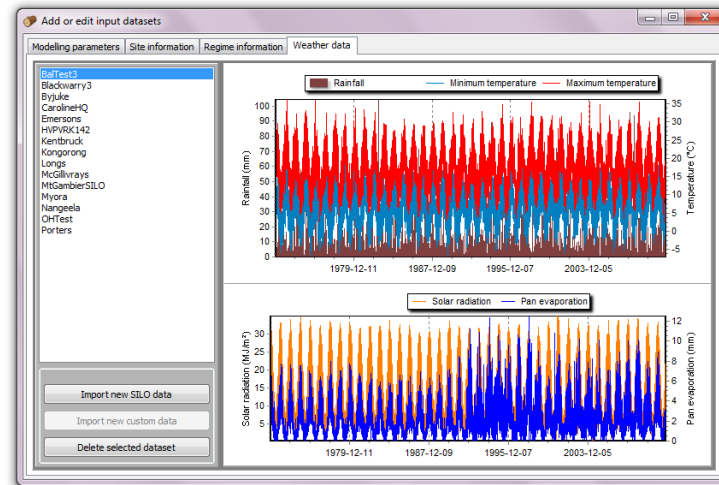 Add or edit input datasets
Modelling parameters Site information Regime information Weather data
BalTest3
Blackwarry3
Byjuke
CarolineHQ
Emersons
HVPVRK142
Kentbruck
Kongorong
Longs
McGillivrays
MtGambierSILO
Myora
Nangeela
OHTest
Porters
Import new SILO data
Import new custom data
Delete selected dataset
Rainfall Minimum temperature Maximum temperature
Rainfall (mm)
100
90
80
70
60
50
40
30
20
10
0
35
30
25
20
15
10
5
0
-5
Temperature (°C)
1979-12-11 1987-12-09 1995-12-07 2003-12-05
Solar radiation Pan evaporation
Solar radiation (MJ/m²)
30
25
20
15
10
5
12
10
8
6
4
2
0
Pan evaporation (mm)
1979-12-11 1987-12-09 1995-12-07 2003-12-05